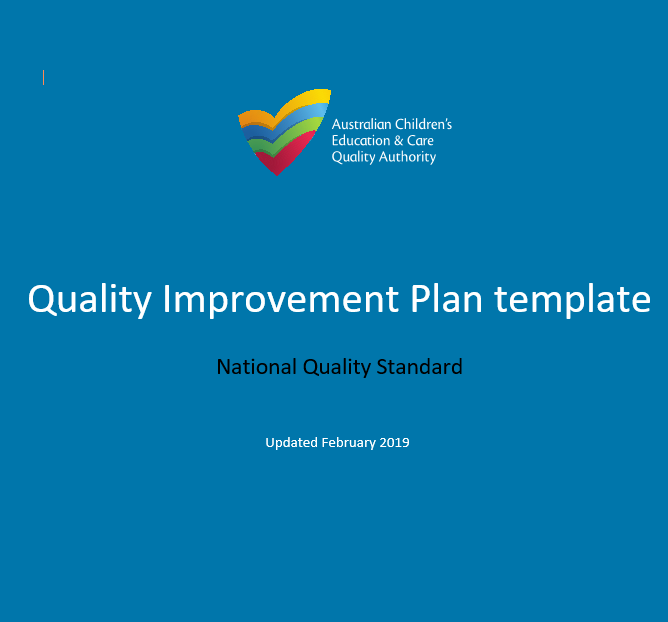 Australian Children's
Education & Care
Quality Authority
Quality Improvement Plan template
National Quality Standard
Updated February 2019